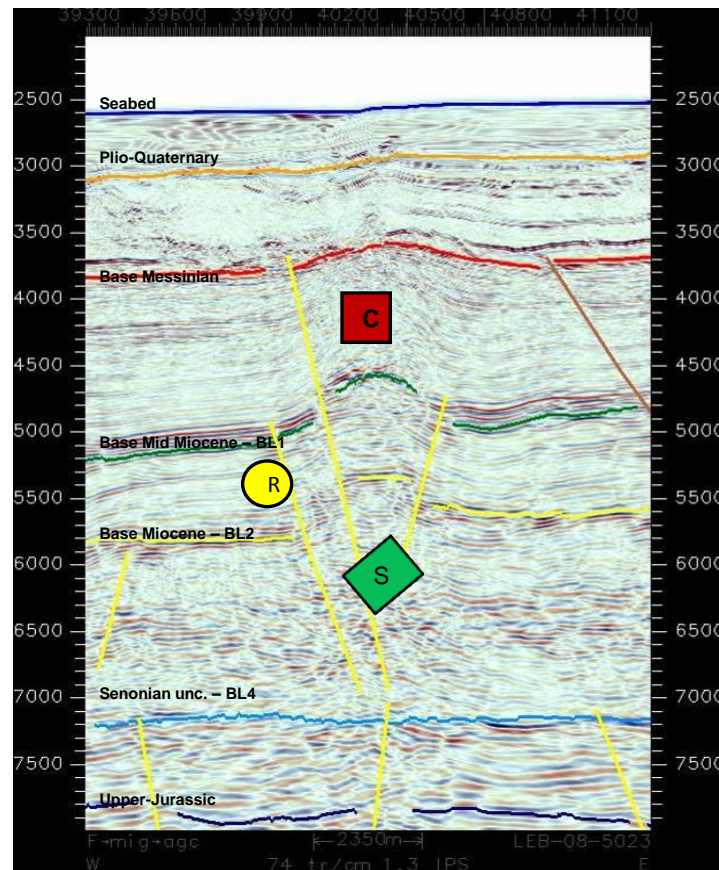 39300 39600 39900 40200 40500 40800 41100
Seabed
2500 2500
Plio-Quaternary
3000 3000
3500 3500
Base Messinian
4000 4000
C
4500 4500
5000 5000
Base Mid Miocene – BL1
R
5500 5500
Base Miocene – BL2
6000 6000
S
6500 6500
Senonian unc. – BL4
7000 7000
7500 7500
Upper-Jurassic
F→mig→agc 2350m LEB-08-5023
W 74 tr/cm 1.3 IPS E